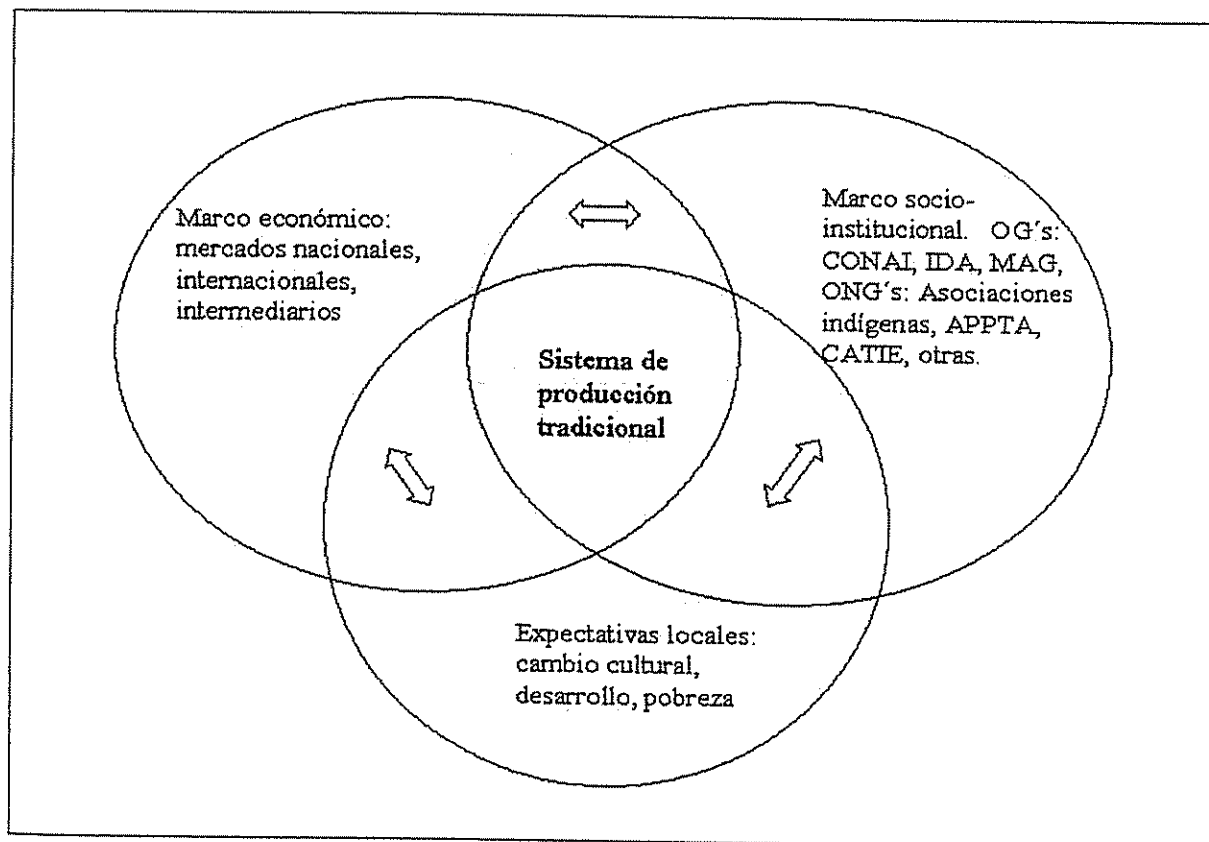 Marco económico:
mercados nacionales,
internacionales,
intermediarios
Marco socio-
institucional. OG's:
CONAI, IDA, MAG,
ONG's: Asociaciones
indígenas, APPTA,
CATIE, otras.
Sistema de
producción
tradicional
Expectativas locales:
cambio cultural,
desarrollo, pobreza